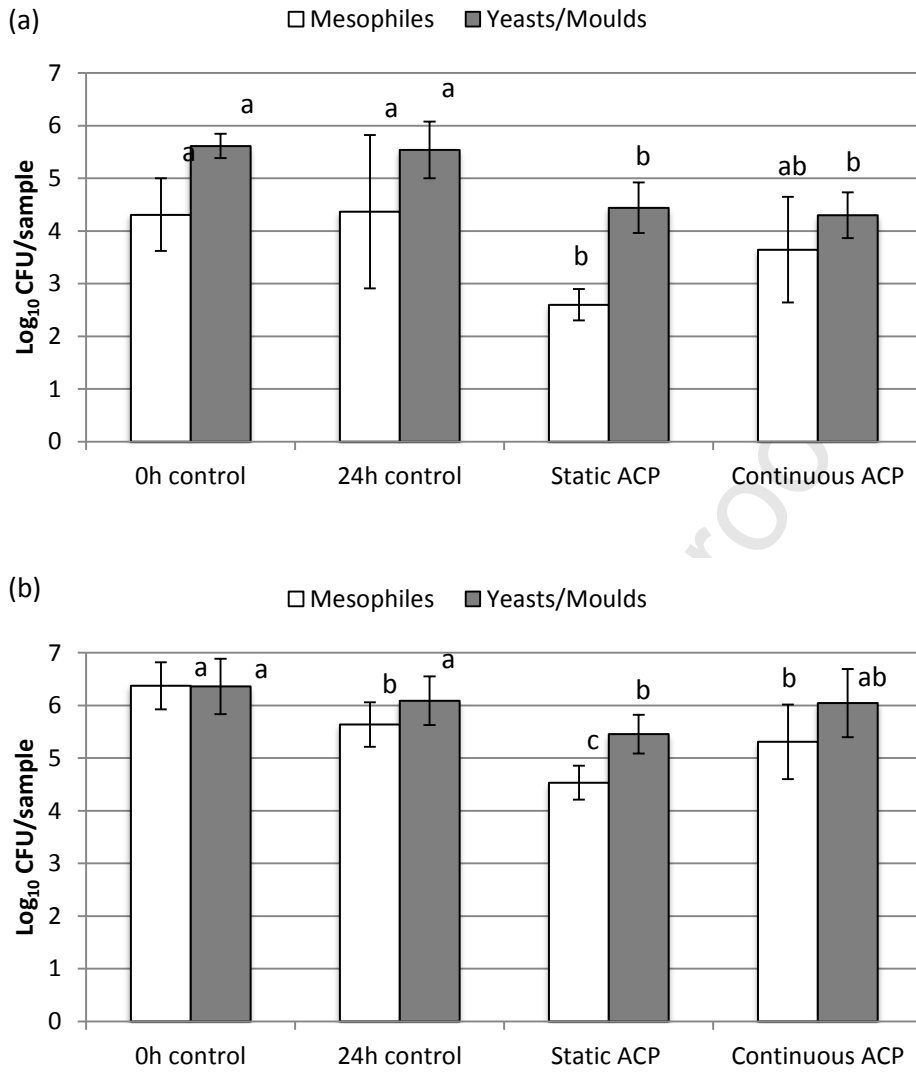 (a)
Mesophiles Yeasts/Moulds
Log₁₀ CFU/sample
7
6
5
4
3
2
1
0
a a a a b b ab b
0h control 24h control Static ACP Continuous ACP
(b)
Mesophiles Yeasts/Moulds
Log₁₀ CFU/sample
7
6
5
4
3
2
1
0
a a b a c b b ab
0h control 24h control Static ACP Continuous ACP